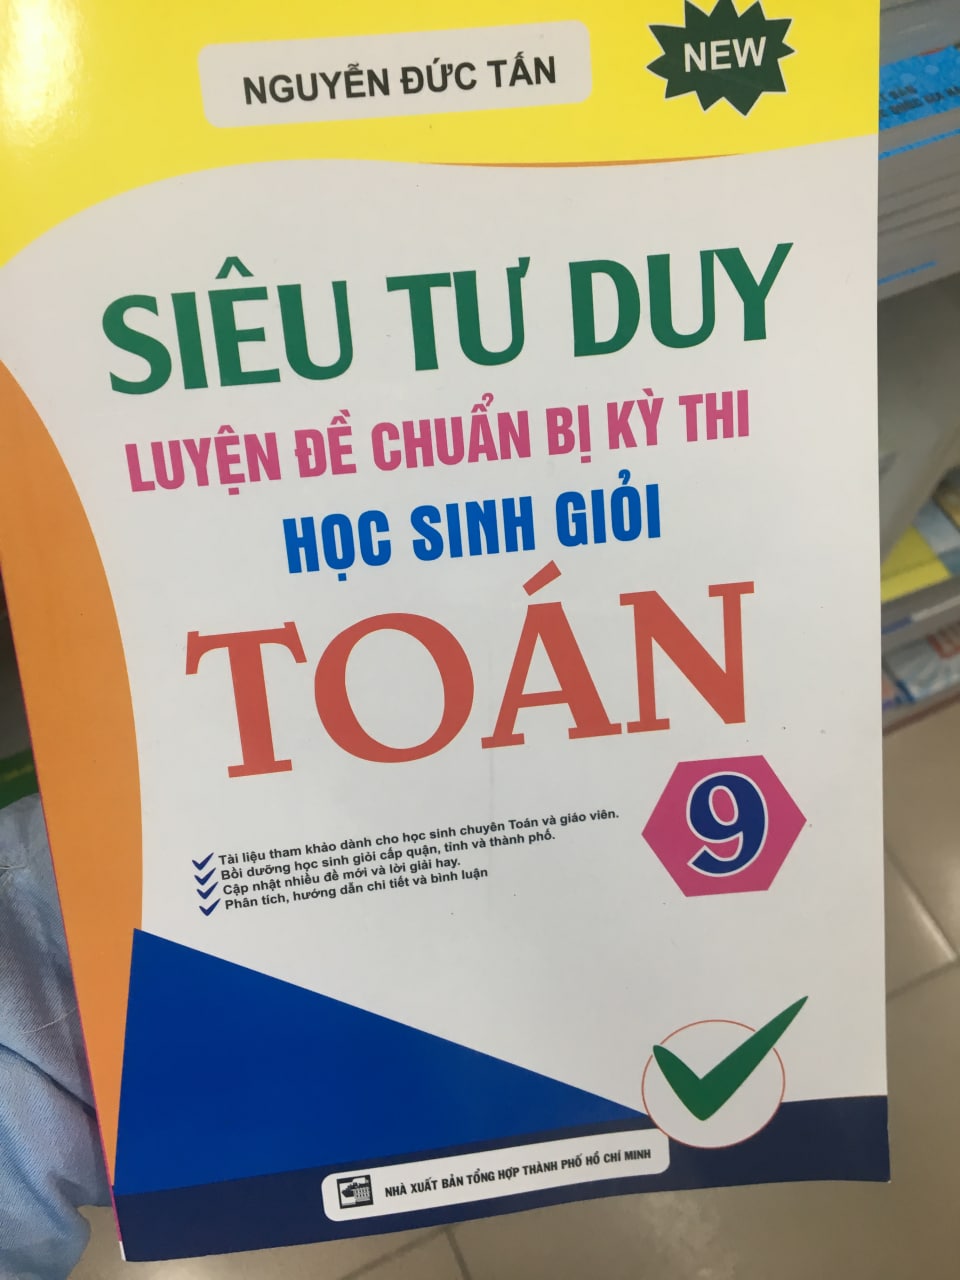 NGUYỄN ĐỨC TẤN
NEW
SIÊU TƯ DUY
LUYỆN ĐỀ CHUẨN BỊ KỲ THI
HỌC SINH GIỎI
TOÁN
9
Tài liệu tham khảo dành cho học sinh chuyên Toán và giáo viên.
Bồi dưỡng học sinh giỏi cấp quận, tỉnh và thành phố.
Cập nhật nhiều đề mới và lời giải hay.
Phân tích, hướng dẫn chi tiết và bình luận
NHÀ XUẤT BẢN TỔNG HỢP THÀNH PHỐ HỒ CHÍ MINH